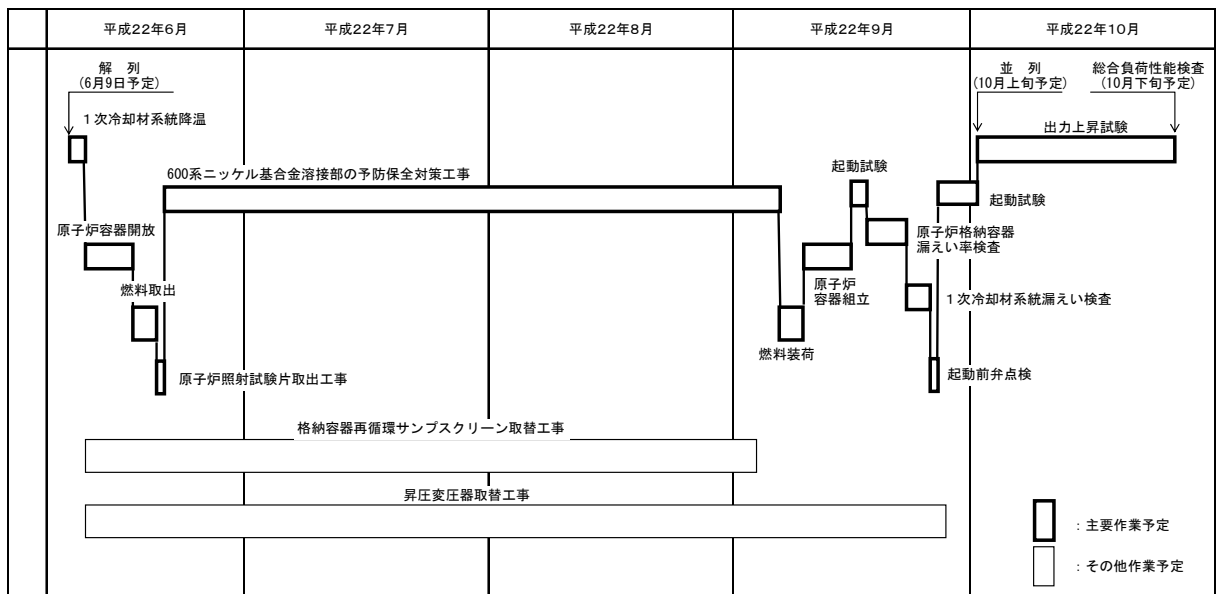 平成22年6月
平成22年7月
平成22年8月
平成22年9月
平成22年10月
解 列
(6月9日予定)
並 列
(10月上旬予定)
総合負荷性能検査
(10月下旬予定)
1次冷却材系統降温
出力上昇試験
600系ニッケル基合金溶接部の予防保全対策工事
起動試験
起動試験
原子炉容器開放
原子炉格納容器
漏えい率検査
燃料取出
原子炉
容器組立
1次冷却材系統漏えい検査
燃料装荷
原子炉照射試験片取出工事
起動前弁点検
格納容器再循環サンプスクリーン取替工事
昇圧変圧器取替工事
：主要作業予定
：その他作業予定